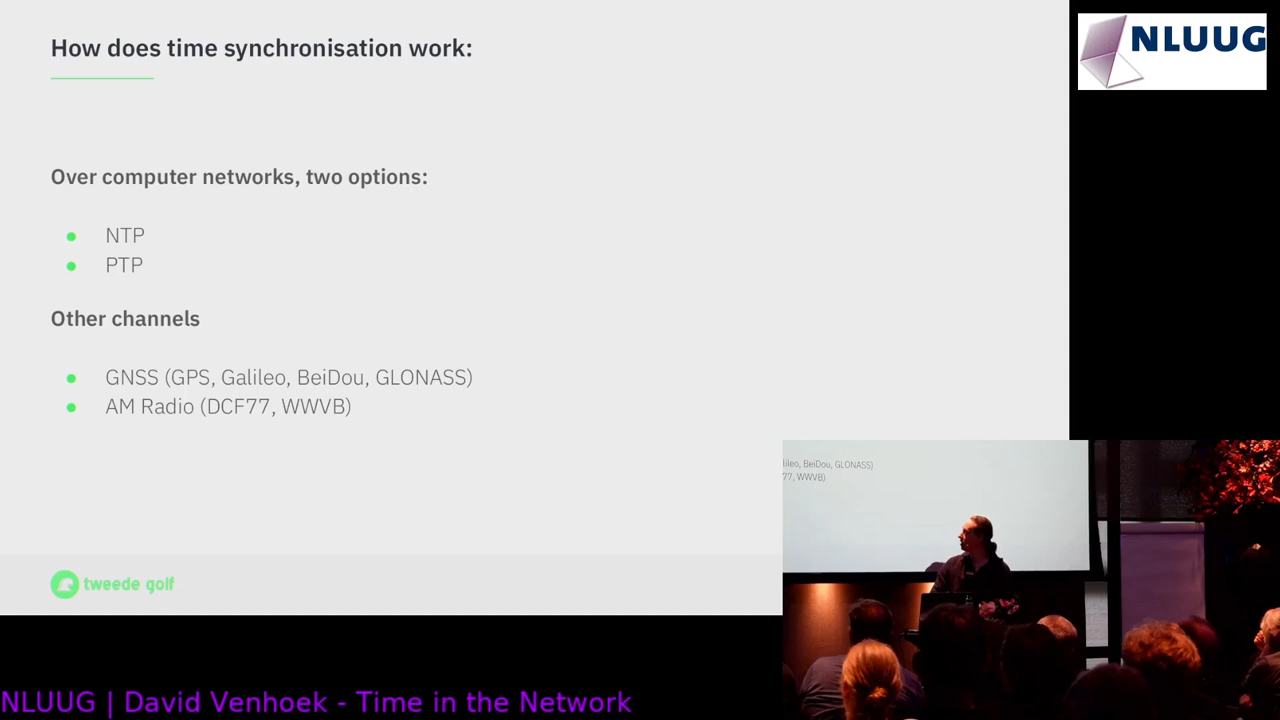 How does time synchronisation work:
NLUUG
Over computer networks, two options:
NTP
PTP
Other channels
GNSS (GPS, Galileo, BeiDou, GLONASS)
AM Radio (DCF77, WWVB)
lileo, BeiDou, GLONASS)
77, WWVB)
tweede golf
NLUUG | David Venhoek - Time in the Network